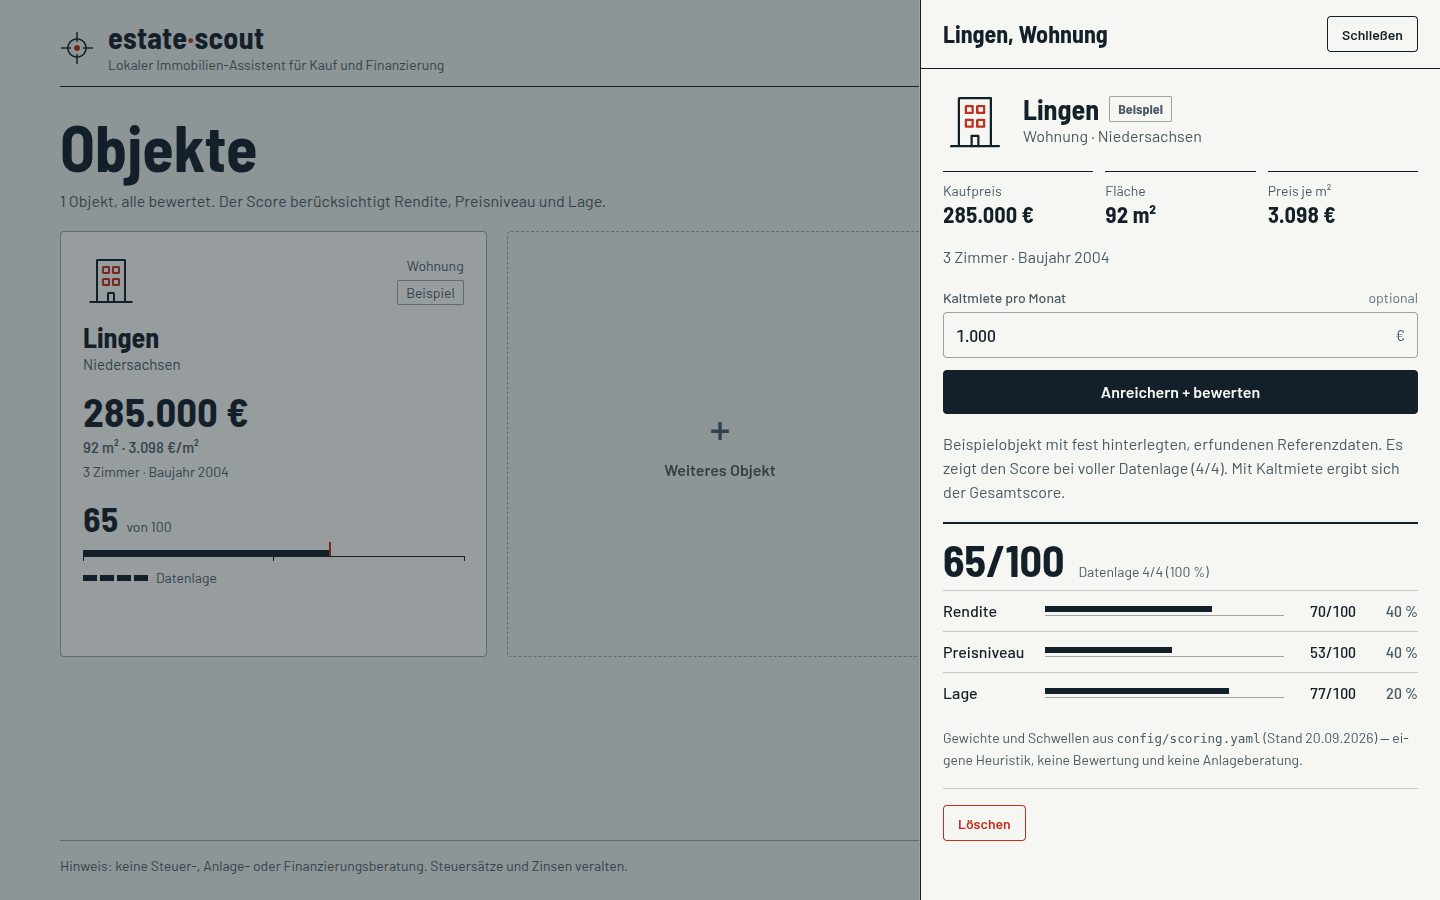 estate·scout
Lokaler Immobilien-Assistent für Kauf und Finanzierung
Objekte
1 Objekt, alle bewertet. Der Score berücksichtigt Rendite, Preisniveau und Lage.
Wohnung
Beispiel
Lingen
Niedersachsen
285.000 €
92 m² · 3.098 €/m²
3 Zimmer · Baujahr 2004
65 von 100
Datenlage
+
Weiteres Objekt
Hinweis: keine Steuer-, Anlage- oder Finanzierungsberatung. Steuersätze und Zinsen veralten.
Lingen, Wohnung
Schließen
Lingen Beispiel
Wohnung · Niedersachsen
Kaufpreis Fläche Preis je m²
285.000 € 92 m² 3.098 €
3 Zimmer · Baujahr 2004
Kaltmiete pro Monat optional
1.000 €
Anreichern + bewerten
Beispielobjekt mit fest hinterlegten, erfundenen Referenzdaten. Es
zeigt den Score bei voller Datenlage (4/4). Mit Kaltmiete ergibt sich
der Gesamtscore.
65/100 Datenlage 4/4 (100 %)
Rendite 70/100 40 %
Preisniveau 53/100 40 %
Lage 77/100 20 %
Gewichte und Schwellen aus config/scoring.yaml (Stand 20.09.2026) — ei-
gene Heuristik, keine Bewertung und keine Anlageberatung.
Löschen